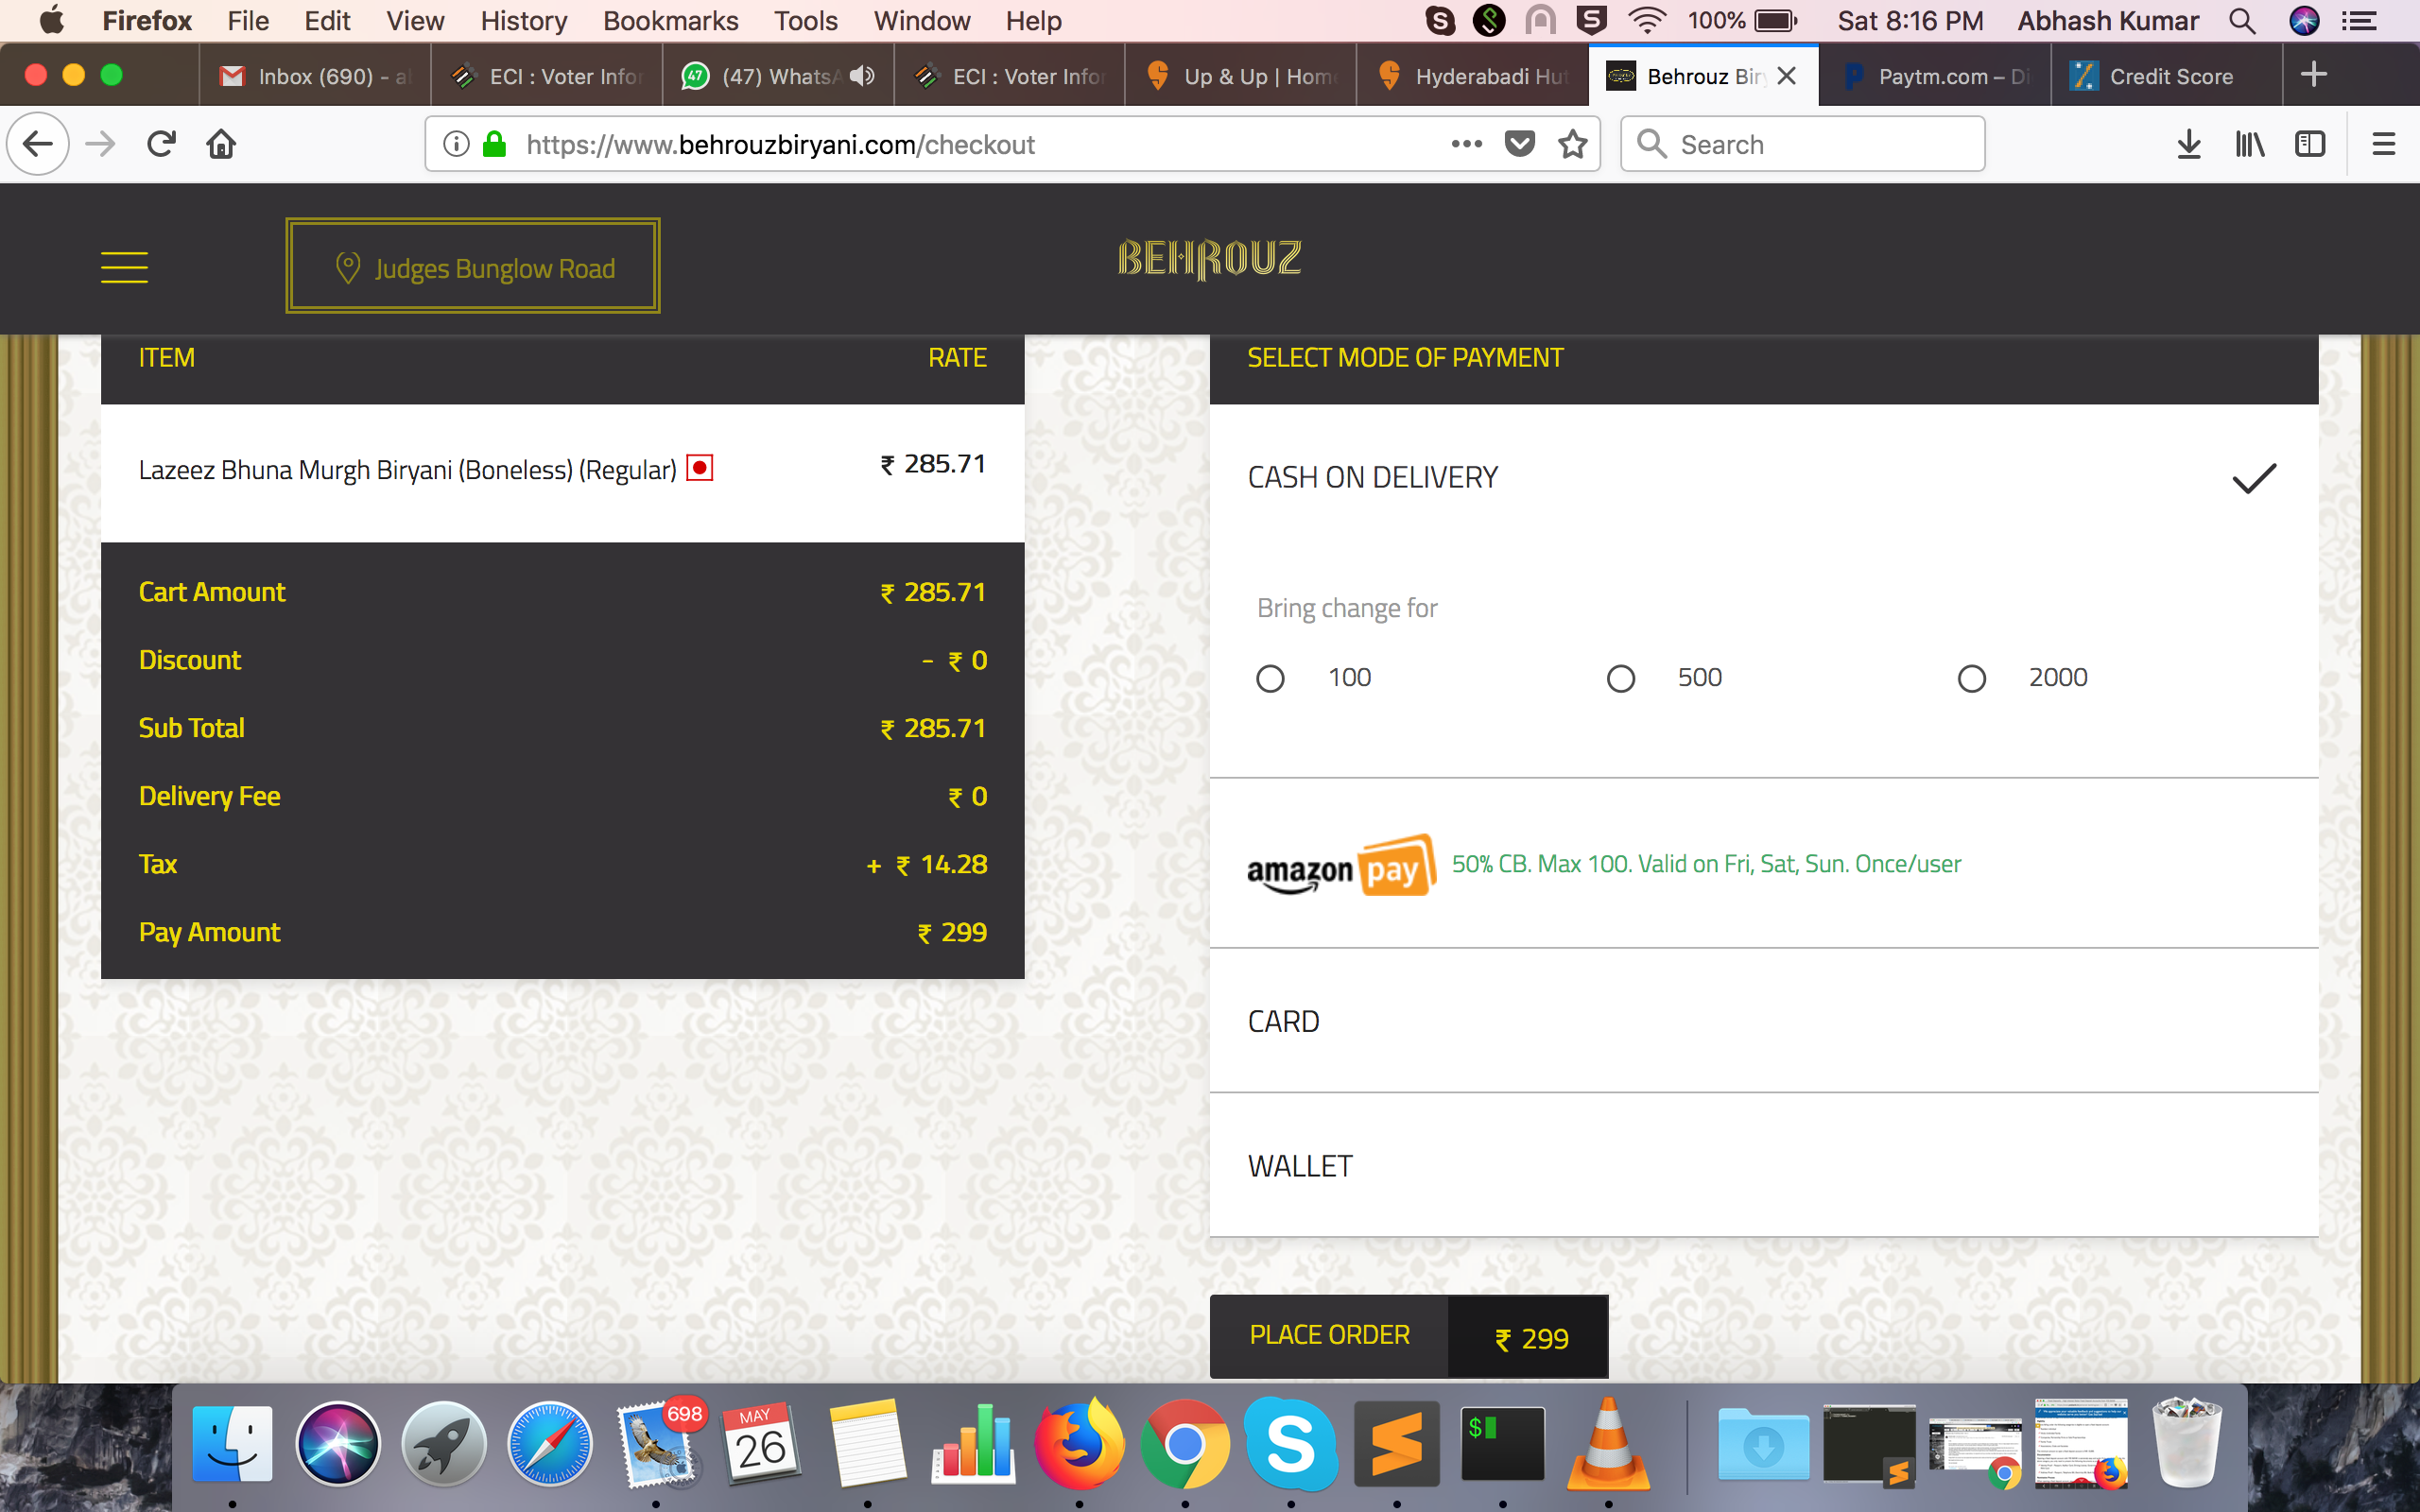 Firefox File Edit View History Bookmarks Tools Window Help 100% Sat 8:16 PM Abhash Kumar
Inbox (690) - a ECI : Voter Infor (47) WhatsA ECI : Voter Infor Up & Up | Home Hyderabadi Hut Behrouz Biry Paytm.com – Di Credit Score
https://www.behrouzbiryani.com/checkout Search
Judges Bunglow Road
BEHROUZ
ITEM RATE
Lazeez Bhuna Murgh Biryani (Boneless) (Regular) ₹ 285.71
Cart Amount ₹ 285.71
Discount - ₹ 0
Sub Total ₹ 285.71
Delivery Fee ₹ 0
Tax + ₹ 14.28
Pay Amount ₹ 299
SELECT MODE OF PAYMENT
CASH ON DELIVERY
Bring change for
100 500 2000
amazon pay 50% CB. Max 100. Valid on Fri, Sat, Sun. Once/user
CARD
WALLET
PLACE ORDER ₹ 299
698
MAY
26